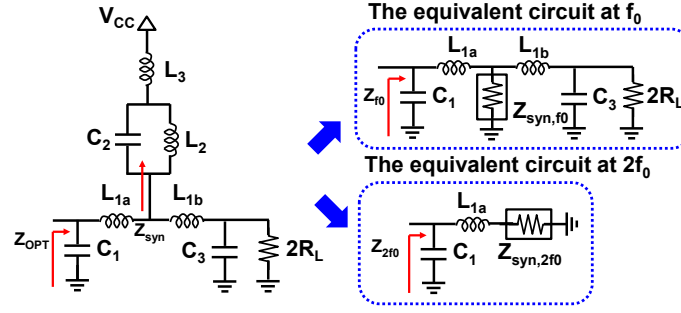 V_CC
L_3
C_2
L_2
L_1a
L_1b
Z_OPT
C_1
Z_syn
C_3
2R_L
The equivalent circuit at f_0
L_1a
L_1b
Z_f0
C_1
Z_syn,f0
C_3
2R_L
The equivalent circuit at 2f_0
L_1a
Z_2f0
C_1
Z_syn,2f0